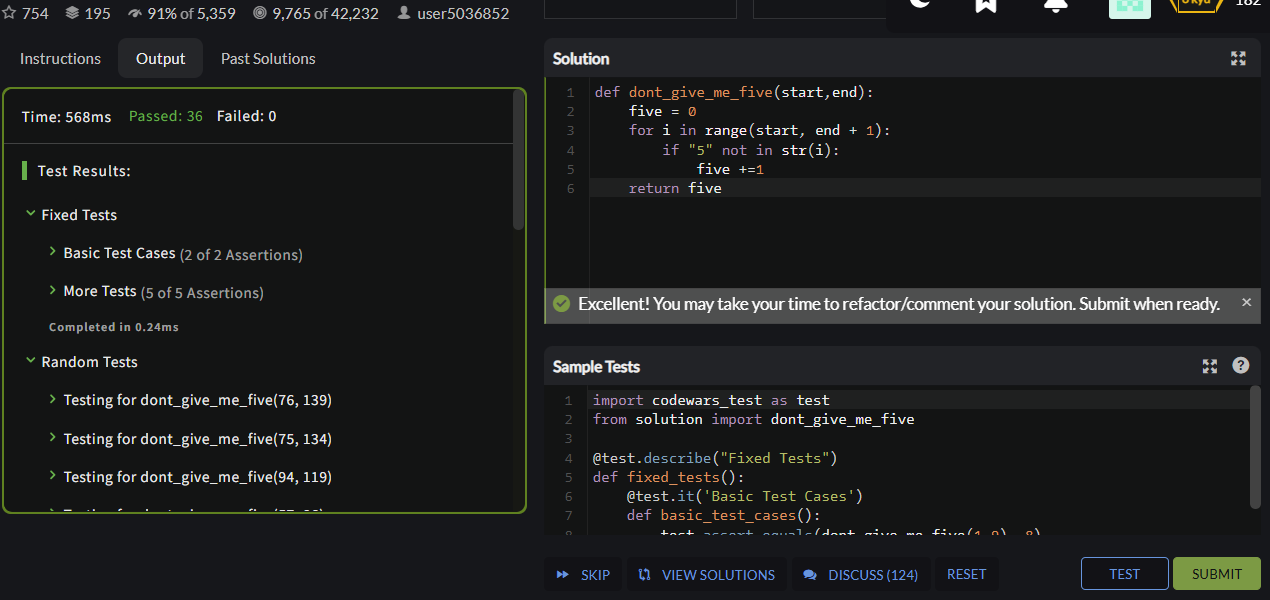 754 195 91% of 5,359 9,765 of 42,232 user5036852
182
Instructions Output Past Solutions
Time: 568ms Passed: 36 Failed: 0
Test Results:
Fixed Tests
Basic Test Cases (2 of 2 Assertions)
More Tests (5 of 5 Assertions)
Completed in 0.24ms
Random Tests
Testing for dont_give_me_five(76, 139)
Testing for dont_give_me_five(75, 134)
Testing for dont_give_me_five(94, 119)
Solution
1 def dont_give_me_five(start,end):
2 five = 0
3 for i in range(start, end + 1):
4 if "5" not in str(i):
5 five +=1
6 return five
Excellent! You may take your time to refactor/comment your solution. Submit when ready. ×
Sample Tests ?
1 import codewars_test as test
2 from solution import dont_give_me_five
3
4 @test.describe("Fixed Tests")
5 def fixed_tests():
6 @test.it('Basic Test Cases')
7 def basic_test_cases():
8 test.assert_equals(dont_give_me_five(1,9), 8)
SKIP VIEW SOLUTIONS DISCUSS (124) RESET TEST SUBMIT